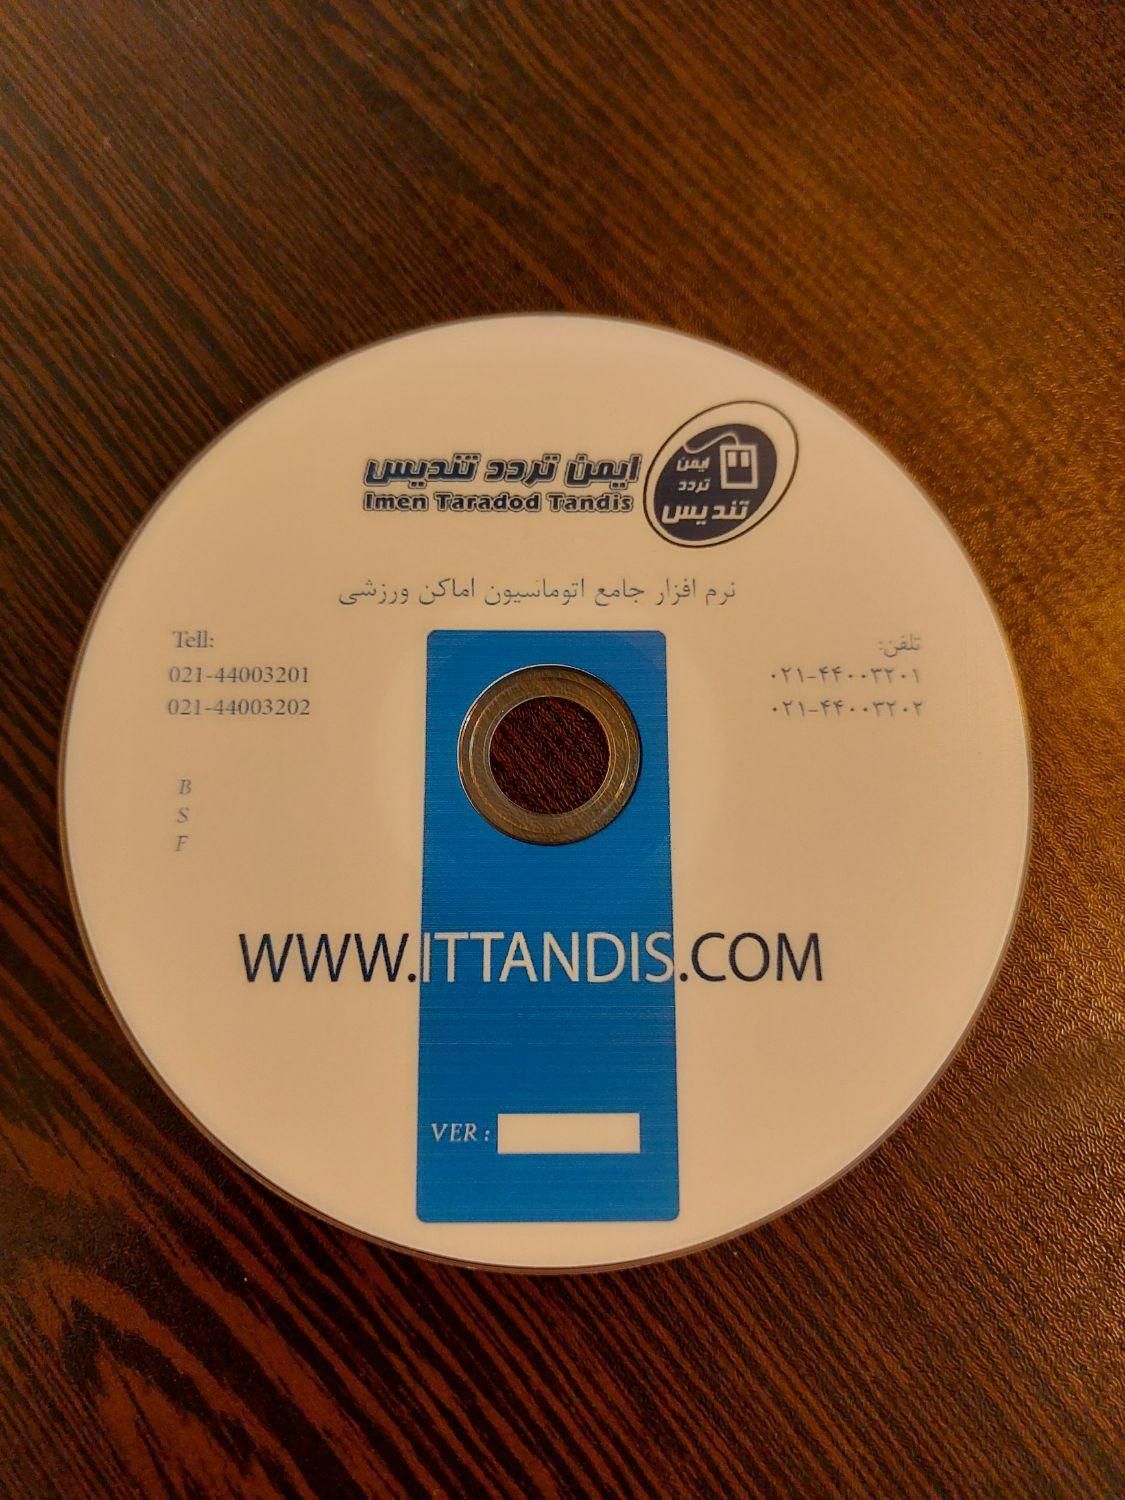 ایمن تردد تندیس
Imen Taradod Tandis
ایمن
تردد
تندیس
نرم افزار جامع اتوماسیون اماکن ورزشی
Tell:
021-44003201
021-44003202
تلفن:
۰۲۱-۴۴۰۰۳۲۰۱
۰۲۱-۴۴۰۰۳۲۰۲
B
S
F
WWW.ITTANDIS.COM
VER :